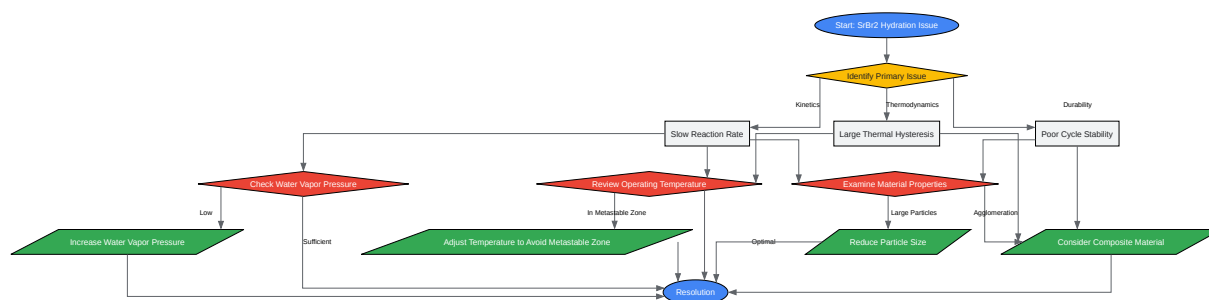 Start: SrBr2 Hydration Issue
Identify Primary Issue
Kinetics
Thermodynamics
Durability
Slow Reaction Rate
Large Thermal Hysteresis
Poor Cycle Stability
Check Water Vapor Pressure
Review Operating Temperature
Examine Material Properties
Low
In Metastable Zone
Large Particles
Agglomeration
Increase Water Vapor Pressure
Sufficient
Adjust Temperature to Avoid Metastable Zone
Optimal
Reduce Particle Size
Consider Composite Material
Resolution